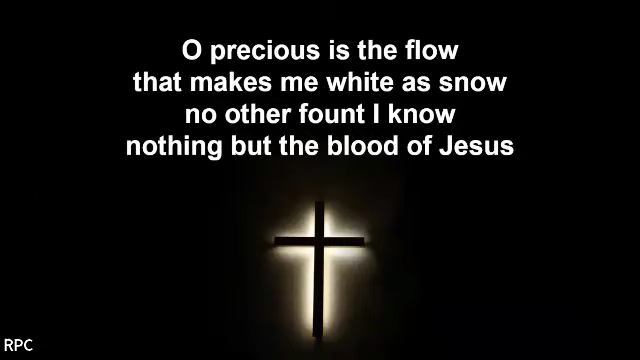 O precious is the flow
that makes me white as snow
no other fount I know
nothing but the blood of Jesus
RPC